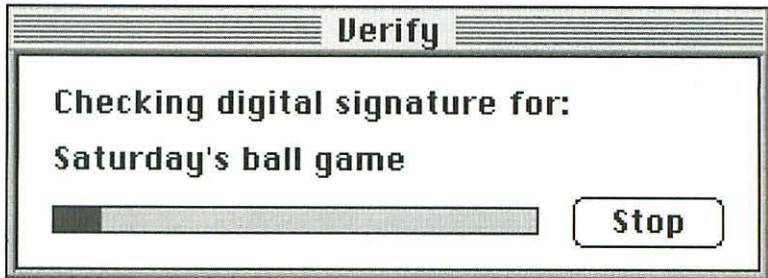 Verify
Checking digital signature for:
Saturday's ball game
Stop